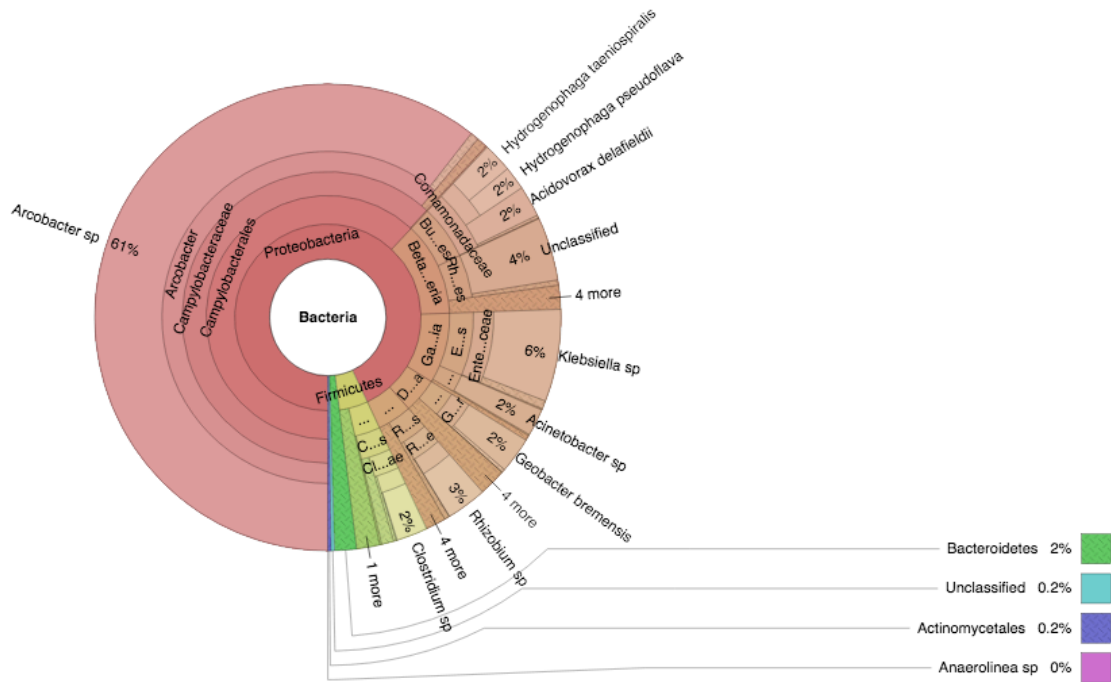 Hydrogenophaga taeniospiralis
Hydrogenophaga pseudoflava
Acidovorax delafieldii
Unclassified
4 more
Klebsiella sp
Acinetobacter sp
Geobacter bremensis
4 more
Rhizobium sp
4 more
Clostridium sp
1 more
Arcobacter sp
61%
Arcobacter
Campylobacteraceae
Campylobacterales
Proteobacteria
Bacteria
Firmicutes
Comamonadaceae
Bu...es
Rh...es
Beta...eria
2%
2%
2%
4%
Ga...ia
E...s
Ente...ceae
6%
...
2%
D...a
...
G...r
2%
...
R...s
R...e
3%
...
C...s
Cl...ae
2%
Bacteroidetes 2%
Unclassified 0.2%
Actinomycetales 0.2%
Anaerolinea sp 0%